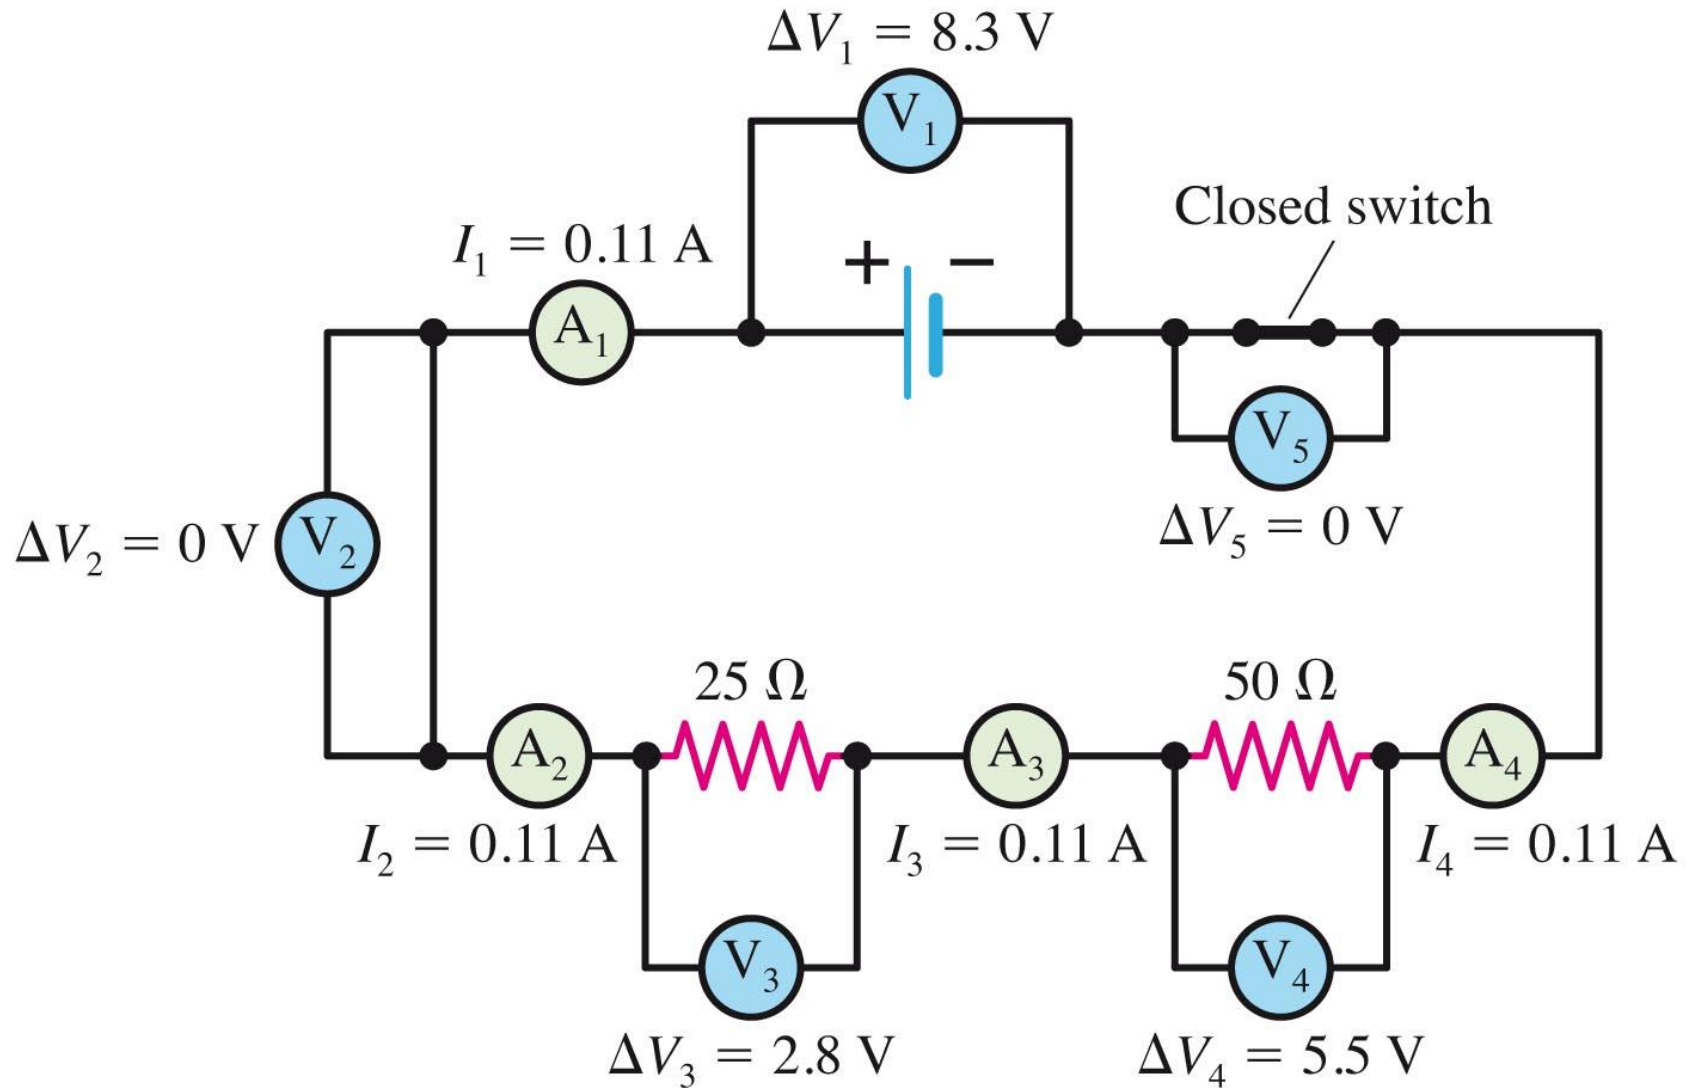 ΔV₁ = 8.3 V
V₁
Closed switch
I₁ = 0.11 A
+ −
A₁
V₅
ΔV₅ = 0 V
ΔV₂ = 0 V
V₂
25 Ω
50 Ω
A₂
A₃
A₄
I₂ = 0.11 A
I₃ = 0.11 A
I₄ = 0.11 A
V₃
V₄
ΔV₃ = 2.8 V
ΔV₄ = 5.5 V